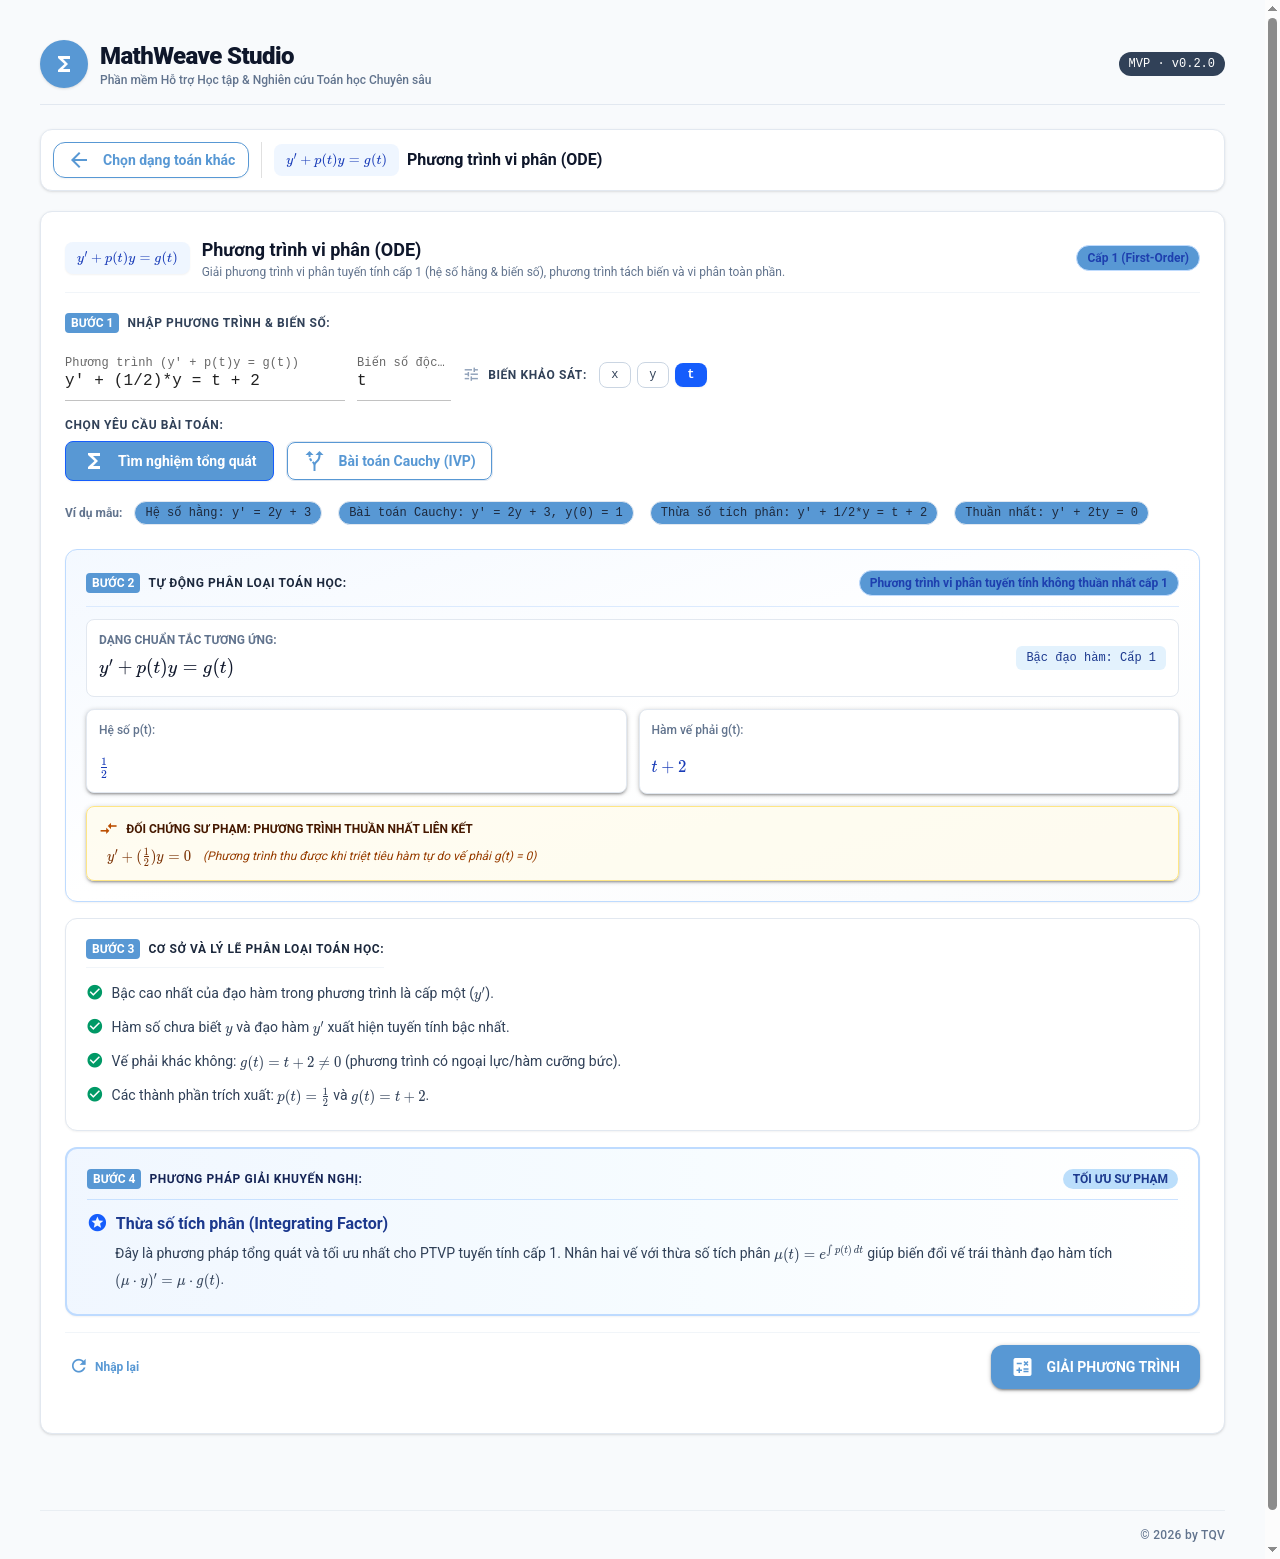 Σ
MathWeave Studio
Phần mềm Hỗ trợ Học tập & Nghiên cứu Toán học Chuyên sâu
MVP · v0.2.0
Chọn dạng toán khác
y′ + p(t)y = g(t)
Phương trình vi phân (ODE)
y′ + p(t)y = g(t)
Phương trình vi phân (ODE)
Giải phương trình vi phân tuyến tính cấp 1 (hệ số hằng & biến số), phương trình tách biến và vi phân toàn phần.
Cấp 1 (First-Order)
BƯỚC 1 NHẬP PHƯƠNG TRÌNH & BIẾN SỐ:
Phương trình (y' + p(t)y = g(t))
y' + (1/2)*y = t + 2
Biến số độc…
t
BIẾN KHẢO SÁT: x y t
CHỌN YÊU CẦU BÀI TOÁN:
Σ Tìm nghiệm tổng quát
Bài toán Cauchy (IVP)
Ví dụ mẫu: Hệ số hằng: y' = 2y + 3 Bài toán Cauchy: y' = 2y + 3, y(0) = 1 Thừa số tích phân: y' + 1/2*y = t + 2 Thuần nhất: y' + 2ty = 0
BƯỚC 2 TỰ ĐỘNG PHÂN LOẠI TOÁN HỌC:
Phương trình vi phân tuyến tính không thuần nhất cấp 1
DẠNG CHUẨN TẮC TƯƠNG ỨNG:
y′ + p(t)y = g(t)
Bậc đạo hàm: Cấp 1
Hệ số p(t):
1/2
Hàm vế phải g(t):
t + 2
ĐỐI CHỨNG SƯ PHẠM: PHƯƠNG TRÌNH THUẦN NHẤT LIÊN KẾT
y′ + (1/2)y = 0 (Phương trình thu được khi triệt tiêu hàm tự do vế phải g(t) = 0)
BƯỚC 3 CƠ SỞ VÀ LÝ LẼ PHÂN LOẠI TOÁN HỌC:
Bậc cao nhất của đạo hàm trong phương trình là cấp một (y′).
Hàm số chưa biết y và đạo hàm y′ xuất hiện tuyến tính bậc nhất.
Vế phải khác không: g(t) = t + 2 ≠ 0 (phương trình có ngoại lực/hàm cưỡng bức).
Các thành phần trích xuất: p(t) = 1/2 và g(t) = t + 2.
BƯỚC 4 PHƯƠNG PHÁP GIẢI KHUYẾN NGHỊ:
TỐI ƯU SƯ PHẠM
Thừa số tích phân (Integrating Factor)
Đây là phương pháp tổng quát và tối ưu nhất cho PTVP tuyến tính cấp 1. Nhân hai vế với thừa số tích phân μ(t) = e^{∫ p(t) dt} giúp biến đổi vế trái thành đạo hàm tích
(μ · y)′ = μ · g(t).
Nhập lại
GIẢI PHƯƠNG TRÌNH
© 2026 by TQV